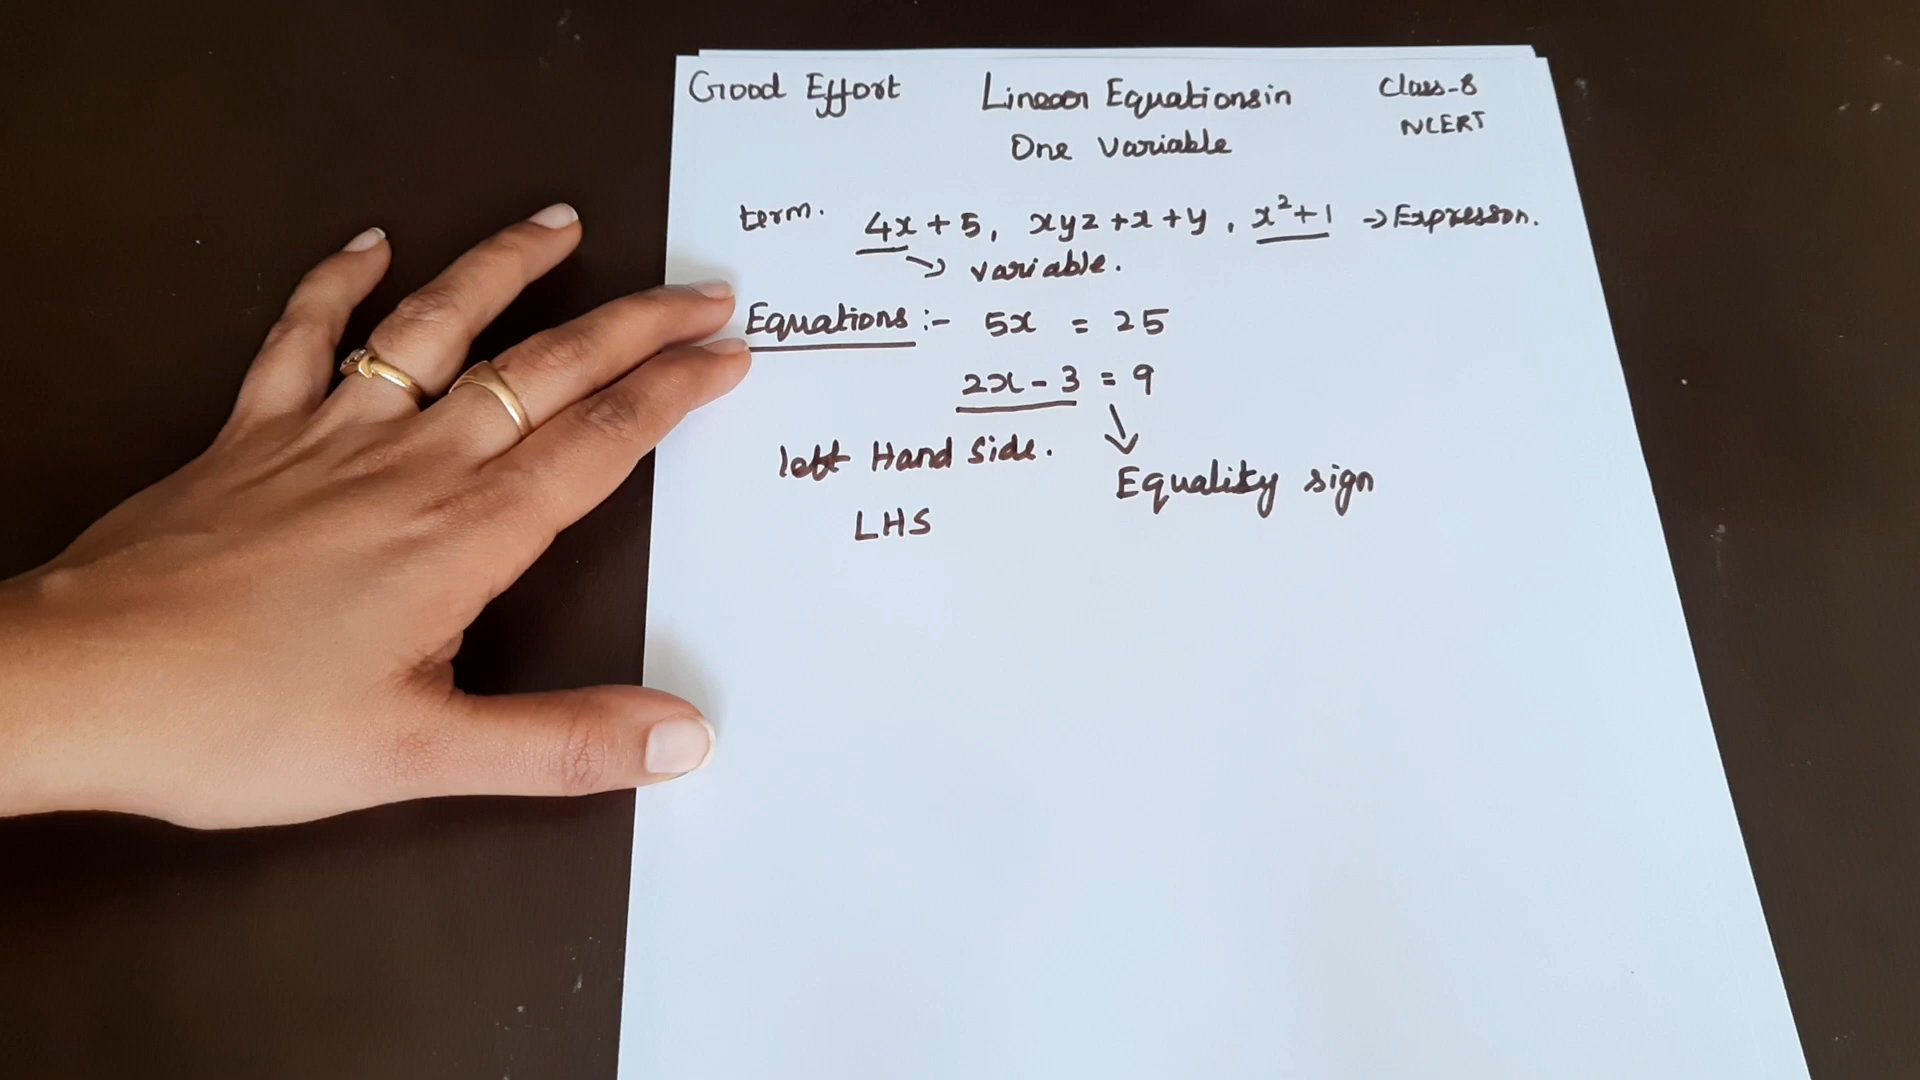 Good Effort
Linear Equations in
One Variable
Class-8
NCERT
term. 4x + 5, xyz + x + y, x²+1 → Expresson.
→ variable.
Equations :- 5x = 25
2x - 3 = 9
left Hand Side.
Equality sign
LHS